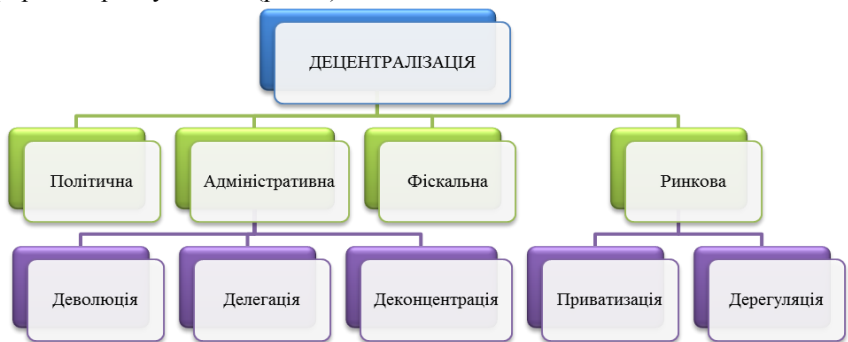 ДЕЦЕНТРАЛІЗАЦІЯ
Політична
Адміністративна
Фіскальна
Ринкова
Деволюція
Делегація
Деконцентрація
Приватизація
Дерегуляція